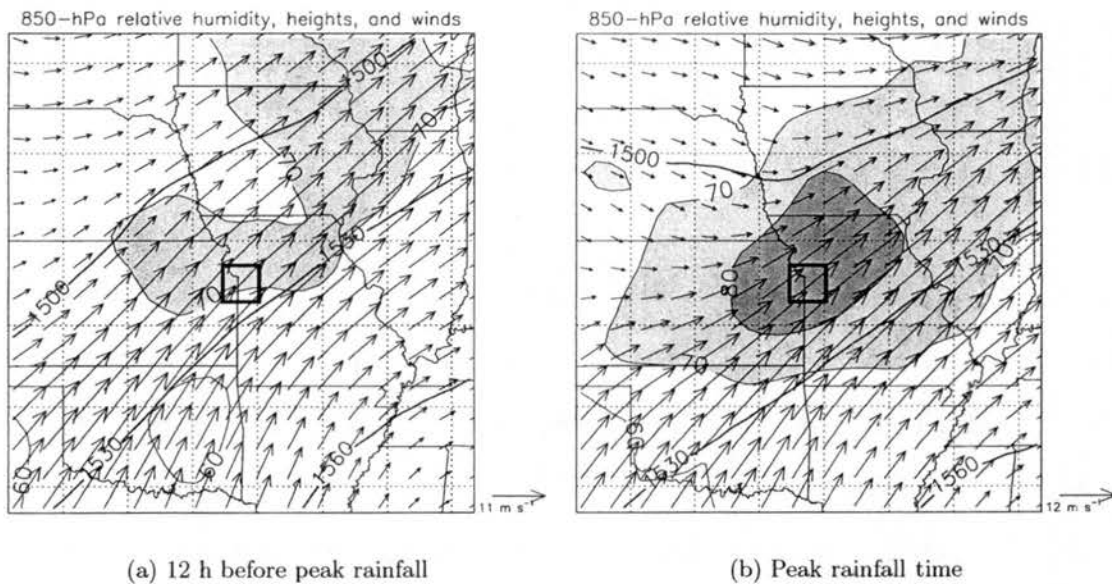 850-hPa relative humidity, heights, and winds
1500
70
70
70
1500
1530
60
60
1560
11 m s⁻¹
(a) 12 h before peak rainfall
850-hPa relative humidity, heights, and winds
1500
70
80
1530
70
60
1530
1560
12 m s⁻¹
(b) Peak rainfall time